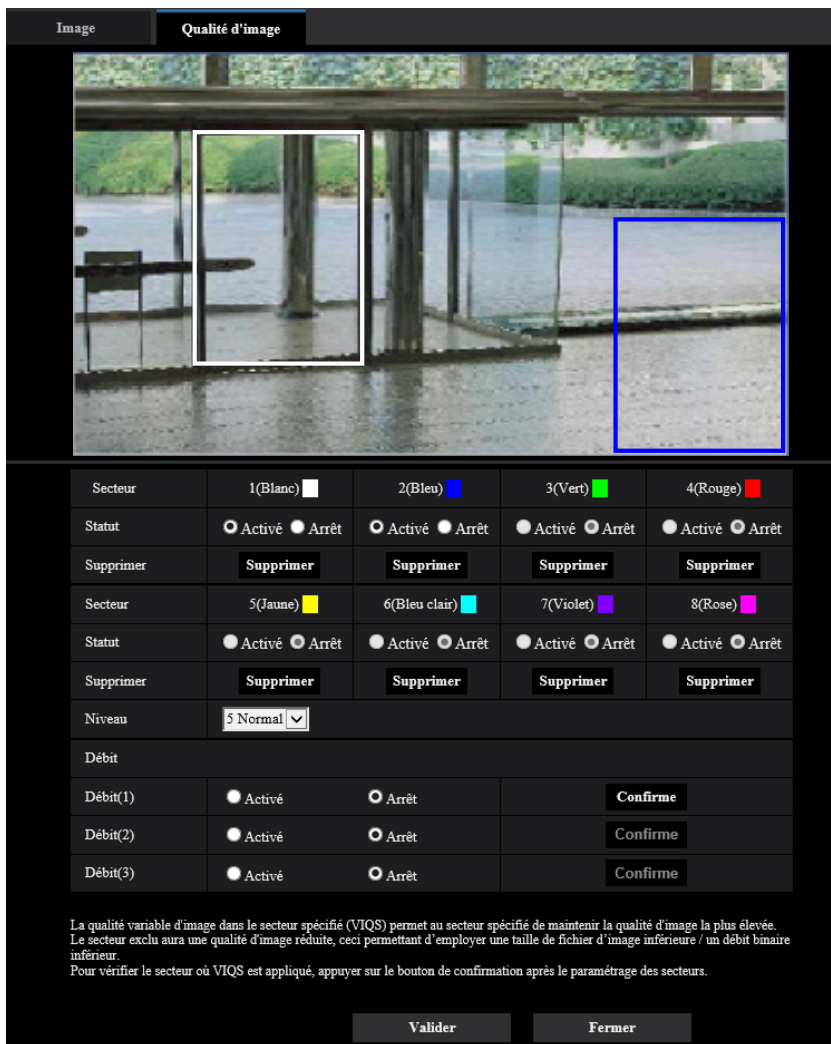 Image Qualité d'image
Secteur 1(Blanc) 2(Bleu) 3(Vert) 4(Rouge)
Statut Activé Arrêt Activé Arrêt Activé Arrêt Activé Arrêt
Supprimer Supprimer Supprimer Supprimer Supprimer
Secteur 5(Jaune) 6(Bleu clair) 7(Violet) 8(Rose)
Statut Activé Arrêt Activé Arrêt Activé Arrêt Activé Arrêt
Supprimer Supprimer Supprimer Supprimer Supprimer
Niveau 5 Normal
Débit
Débit(1) Activé Arrêt Confirme
Débit(2) Activé Arrêt Confirme
Débit(3) Activé Arrêt Confirme
La qualité variable d'image dans le secteur spécifié (VIQS) permet au secteur spécifié de maintenir la qualité d'image la plus élevée.
Le secteur exclu aura une qualité d'image réduite, ceci permettant d’employer une taille de fichier d’image inférieure / un débit binaire
inférieur.
Pour vérifier le secteur où VIQS est appliqué, appuyer sur le bouton de confirmation après le paramétrage des secteurs.
Valider Fermer